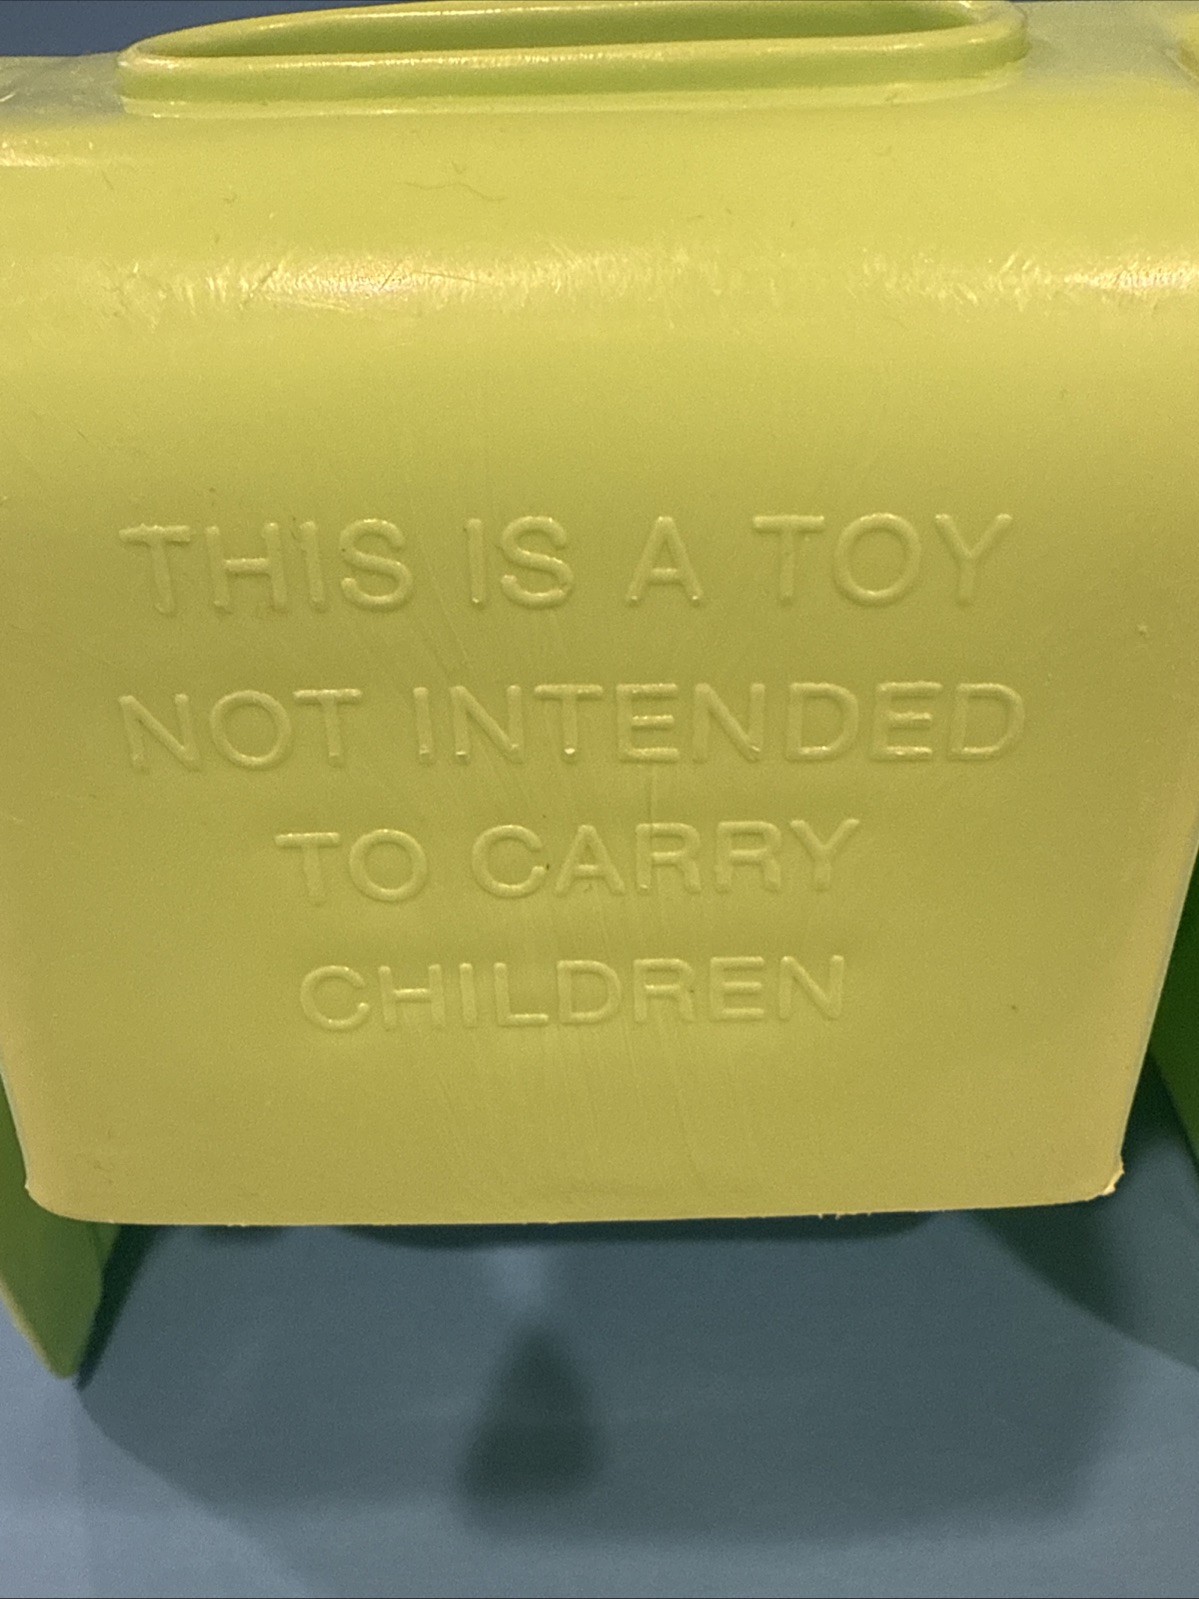 THIS IS A TOY
NOT INTENDED
TO CARRY
CHILDREN